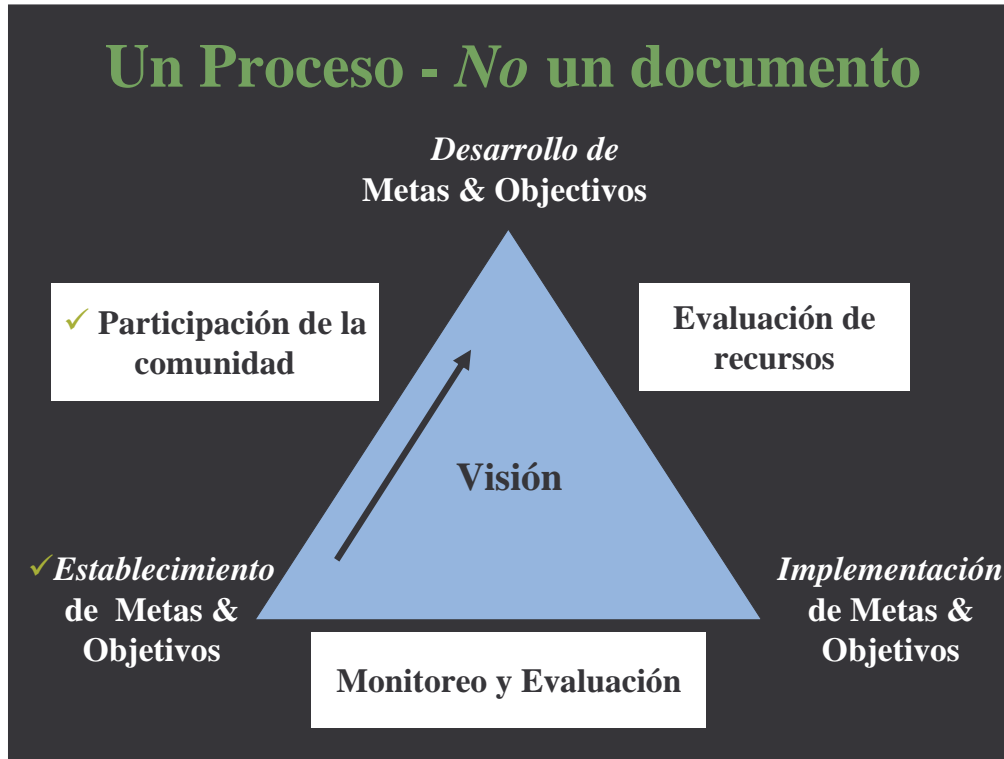 Un Proceso - No un documento
Desarrollo de
Metas & Objectivos
✓ Participación de la
comunidad
Evaluación de
recursos
Visión
✓Establecimiento
de Metas &
Objetivos
Implementación
de Metas &
Objetivos
Monitoreo y Evaluación